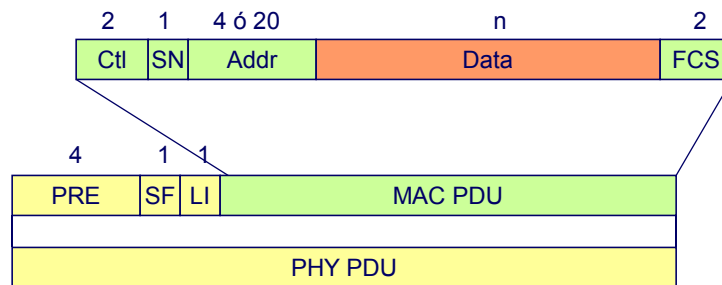 2 1 4 ó 20 n 2
Ctl SN Addr Data FCS
4 1 1
PRE SF LI MAC PDU
PHY PDU